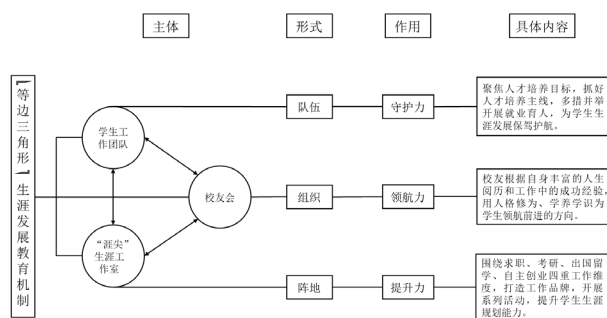 主体
形式
作用
具体内容
【等边三角形】生涯发展教育机制
学生工
作团队
队伍
守护力
聚焦人才培养目标，抓好
人才培养主线，多措并举
开展就业育人，为学生生
涯发展保驾护航。
校友会
组织
领航力
校友根据自身丰富的人生
阅历和工作中的成功经验，
用人格修为、学养学识为
学生领航前进的方向。
“涯尖”
生涯工
作室
阵地
提升力
围绕求职、考研、出国留
学、自主创业四重工作维
度，打造工作品牌，开展
系列活动，提升学生生涯
规划能力。